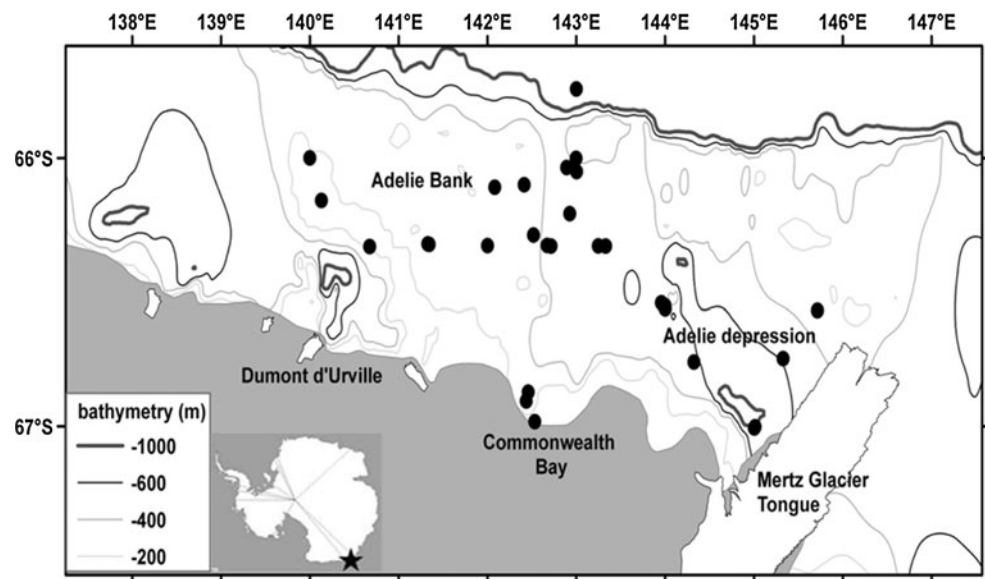 138°E 139°E 140°E 141°E 142°E 143°E 144°E 145°E 146°E 147°E
66°S
Adelie Bank
Adelie depression
Dumont d'Urville
67°S
Commonwealth
Bay
Mertz Glacier
Tongue
bathymetry (m)
-1000
-600
-400
-200